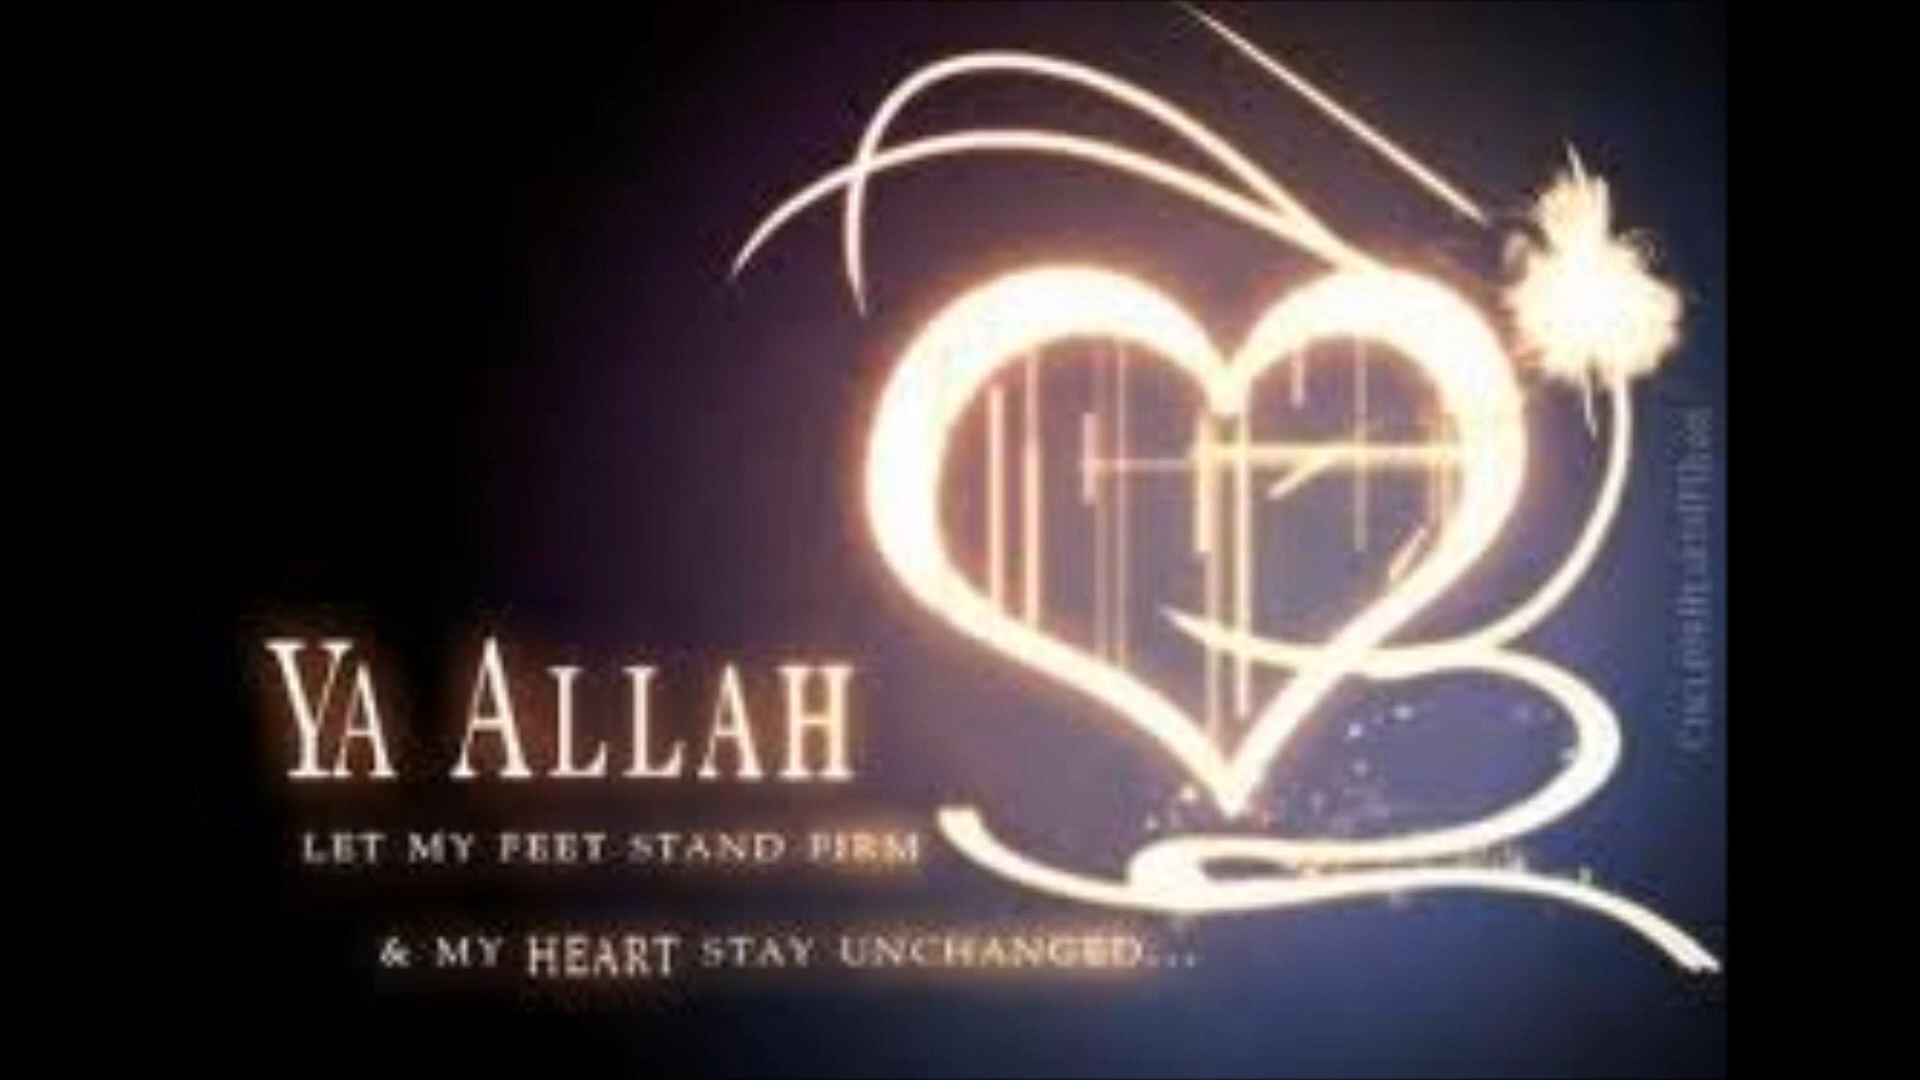 YA ALLAH
LET MY FEET STAND FIRM
& MY HEART STAY UNCHANGED...